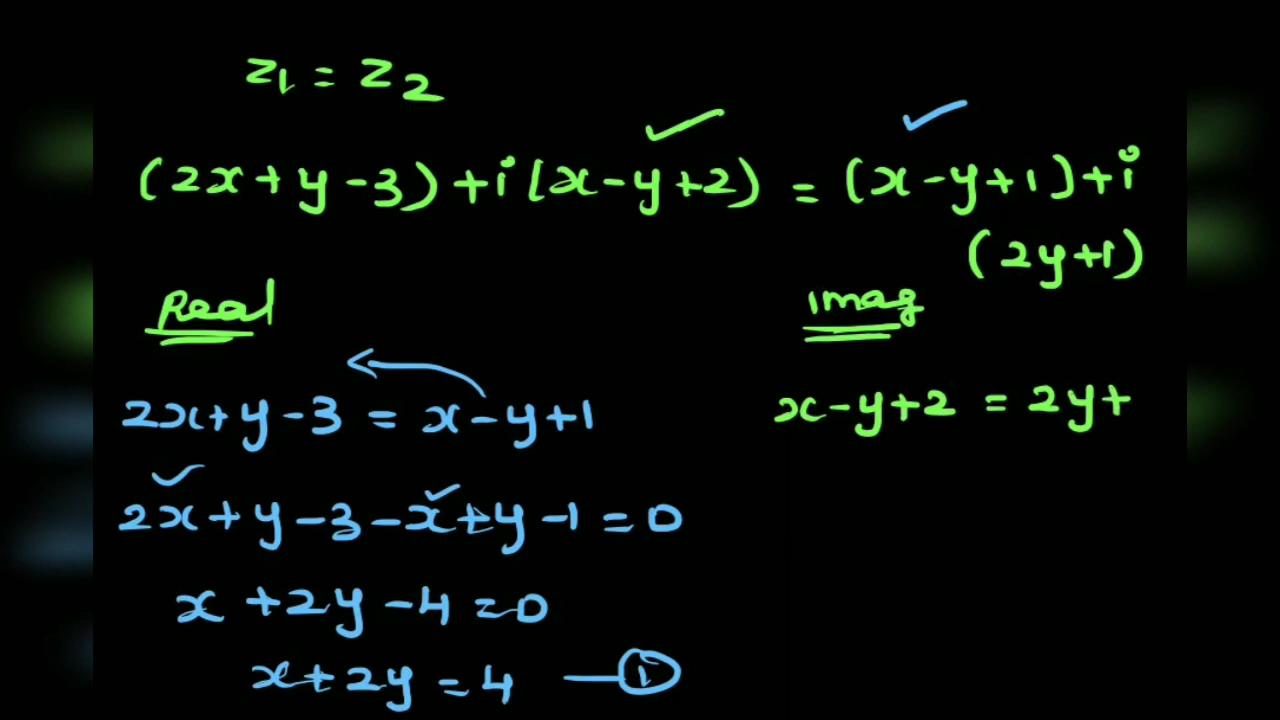 z1 = z2
(2x + y - 3) + i (x - y + 2) = (x - y + 1) + i
(2y + 1)
Real
Imag
2x + y - 3 = x - y + 1
x - y + 2 = 2y +
2x + y - 3 - x + y - 1 = 0
x + 2y - 4 = 0
x + 2y = 4 — ①